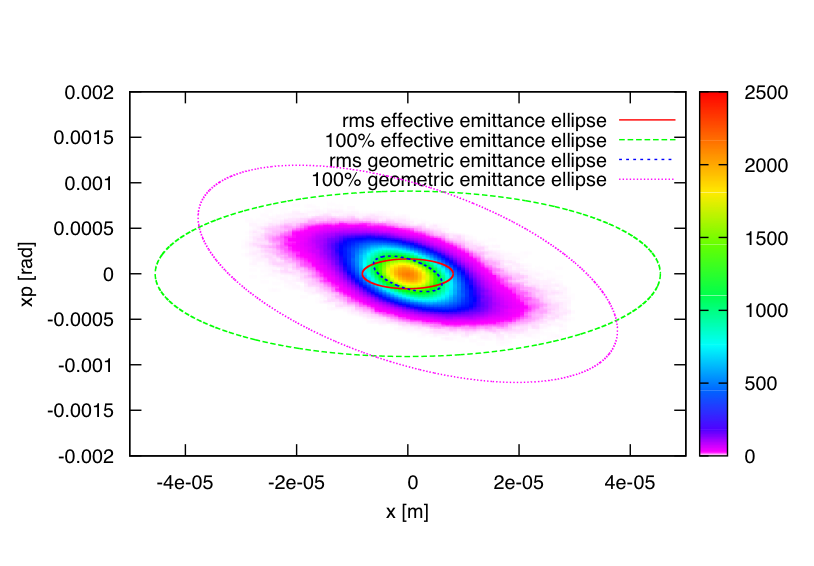 0.002
0.0015
0.001
0.0005
0
-0.0005
-0.001
-0.0015
-0.002
xp [rad]
rms effective emittance ellipse
100% effective emittance ellipse
rms geometric emittance ellipse
100% geometric emittance ellipse
2500
2000
1500
1000
500
0
-4e-05 -2e-05 0 2e-05 4e-05
x [m]